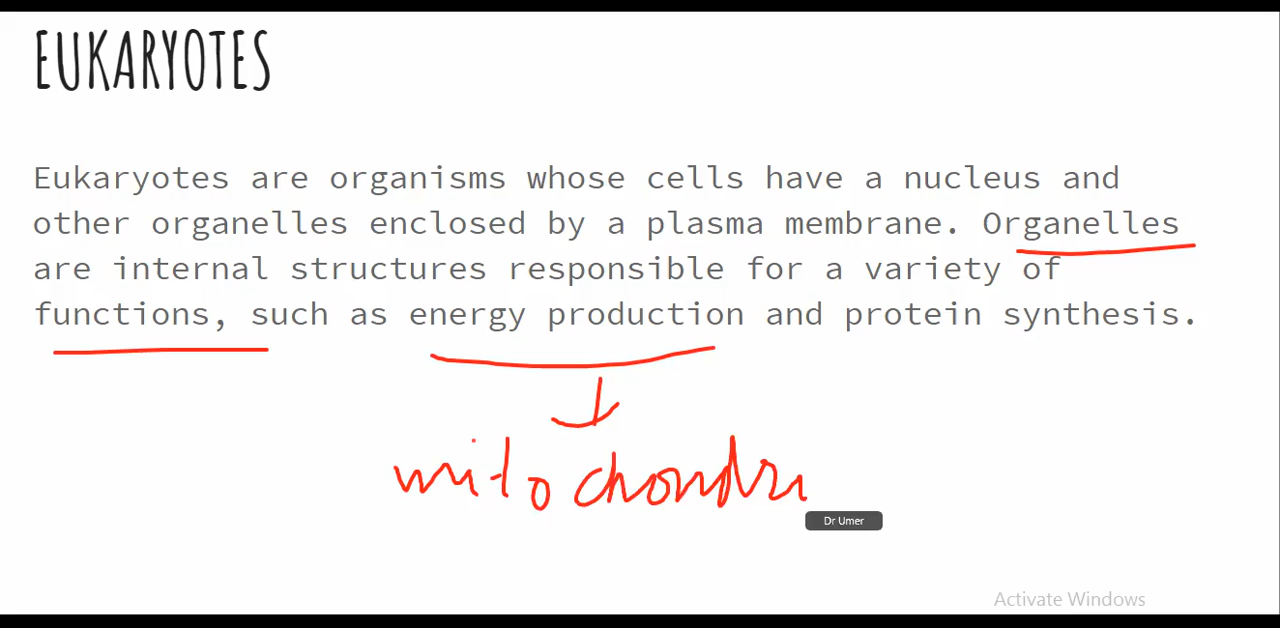 EUKARYOTES
Eukaryotes are organisms whose cells have a nucleus and
other organelles enclosed by a plasma membrane. Organelles
are internal structures responsible for a variety of
functions, such as energy production and protein synthesis.
mitochondri
Dr Umer
Activate Windows